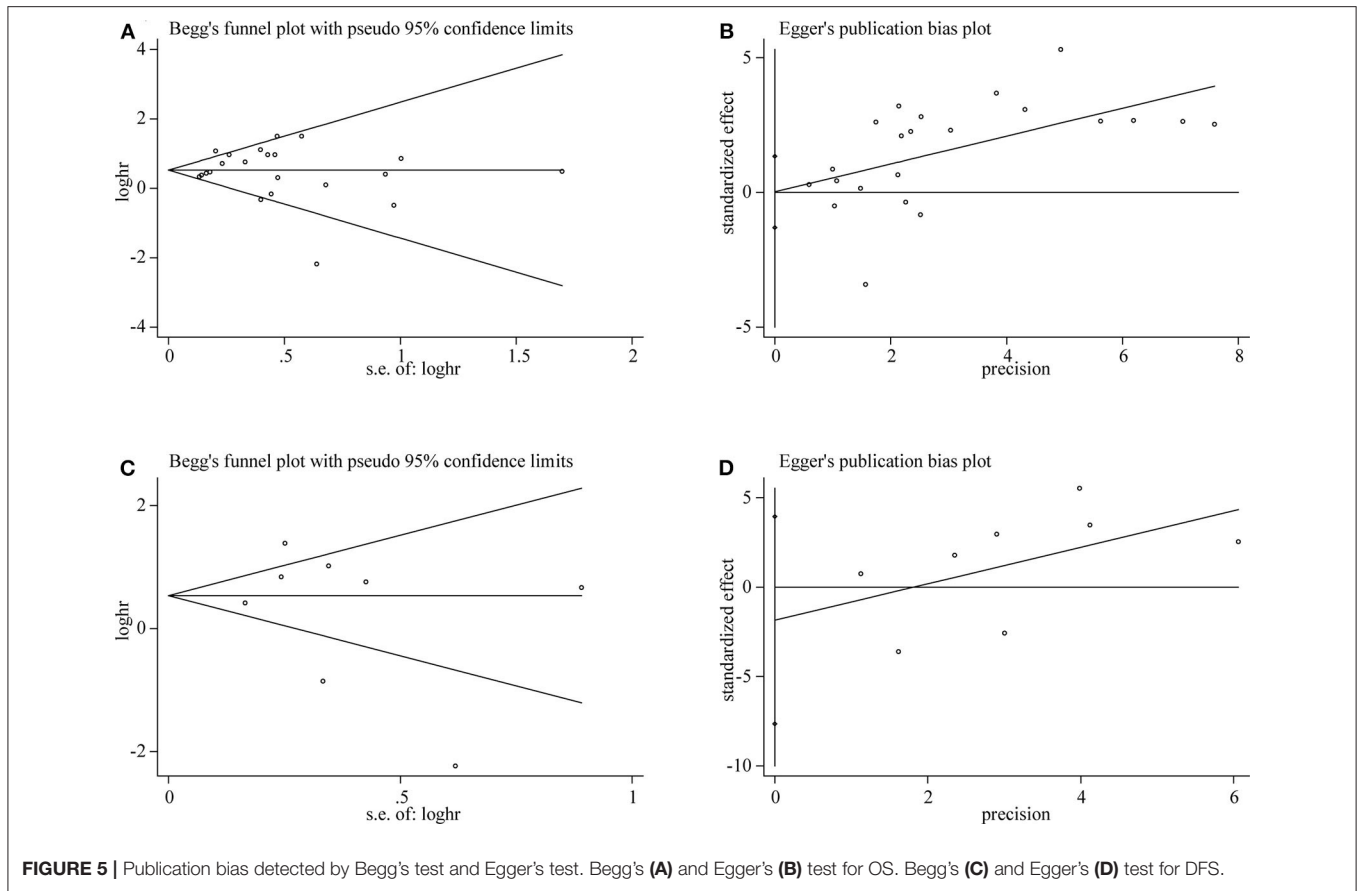 A Begg's funnel plot with pseudo 95% confidence limits
4
2
0
-2
-4
loghr
0 .5 1 1.5 2
s.e. of: loghr
B Egger's publication bias plot
5
0
-5
standardized effect
0 2 4 6 8
precision
C Begg's funnel plot with pseudo 95% confidence limits
2
0
-2
loghr
0 .5 1
s.e. of: loghr
D Egger's publication bias plot
5
0
-5
-10
standardized effect
0 2 4 6
precision
FIGURE 5 | Publication bias detected by Begg's test and Egger's test. Begg's (A) and Egger's (B) test for OS. Begg's (C) and Egger's (D) test for DFS.